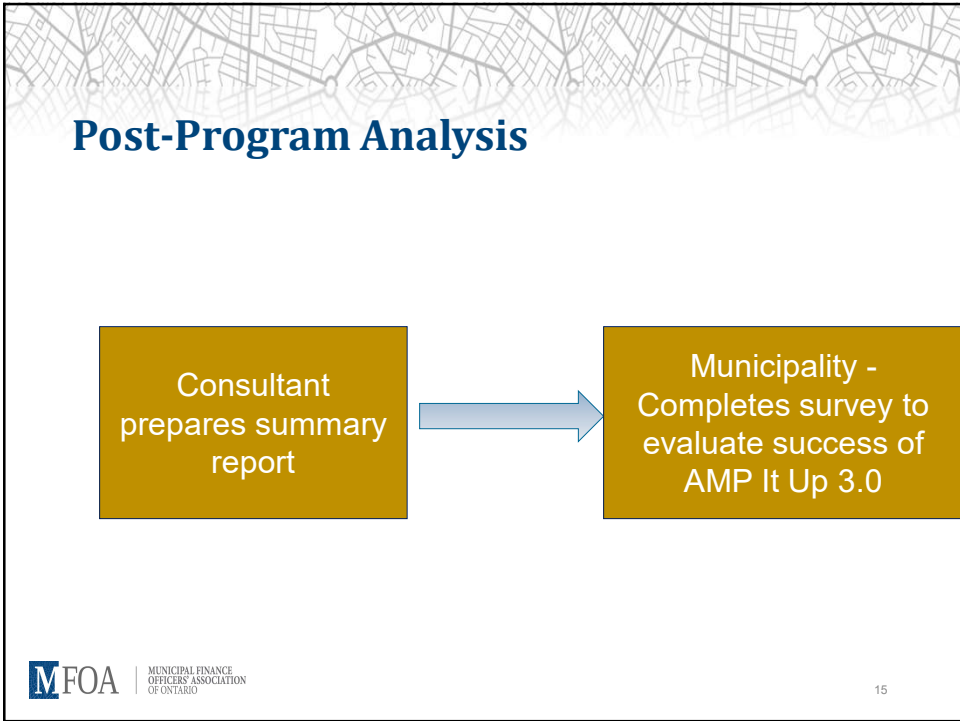 Post-Program Analysis
Consultant
prepares summary
report
Municipality -
Completes survey to
evaluate success of
AMP It Up 3.0
MFOA
MUNICIPAL FINANCE
OFFICERS' ASSOCIATION
OF ONTARIO
15